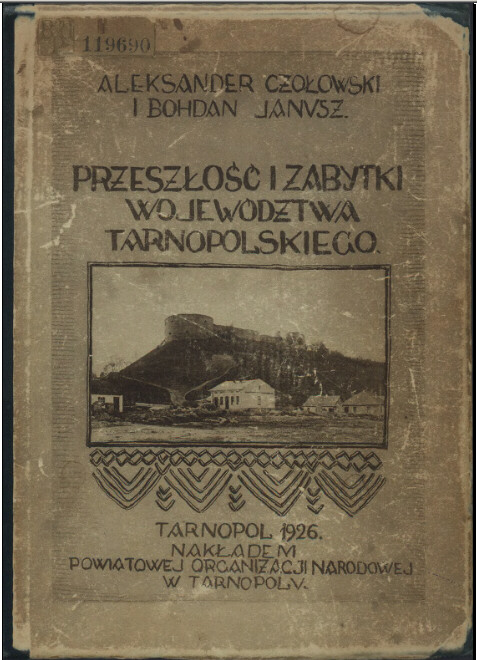 119690
ALEKSANDER CZOŁOWSKI
I BOHDAN JANVSZ.
PRZESZŁOŚĆ I ZABYTKI
WOJEWÓDZTWA
TARNOPOLSKIEGO.
TARNOPOL 1926.
NAKŁADEM
POWIATOWEJ ORGANIZACJI NARODOWEJ
W TARNOPOLV.